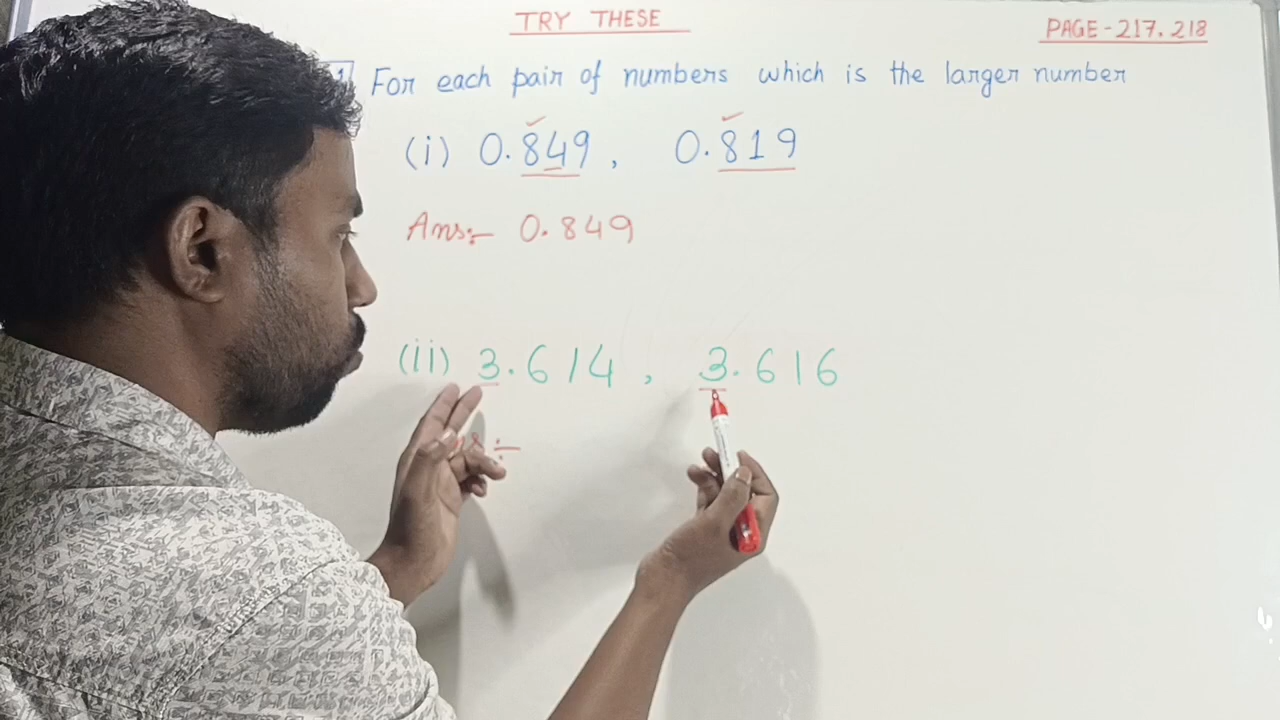 TRY THESE
PAGE-217.218
1 For each pair of numbers which is the larger number
(i) 0.849, 0.819
Ans:- 0.849
(ii) 3.614, 3.616